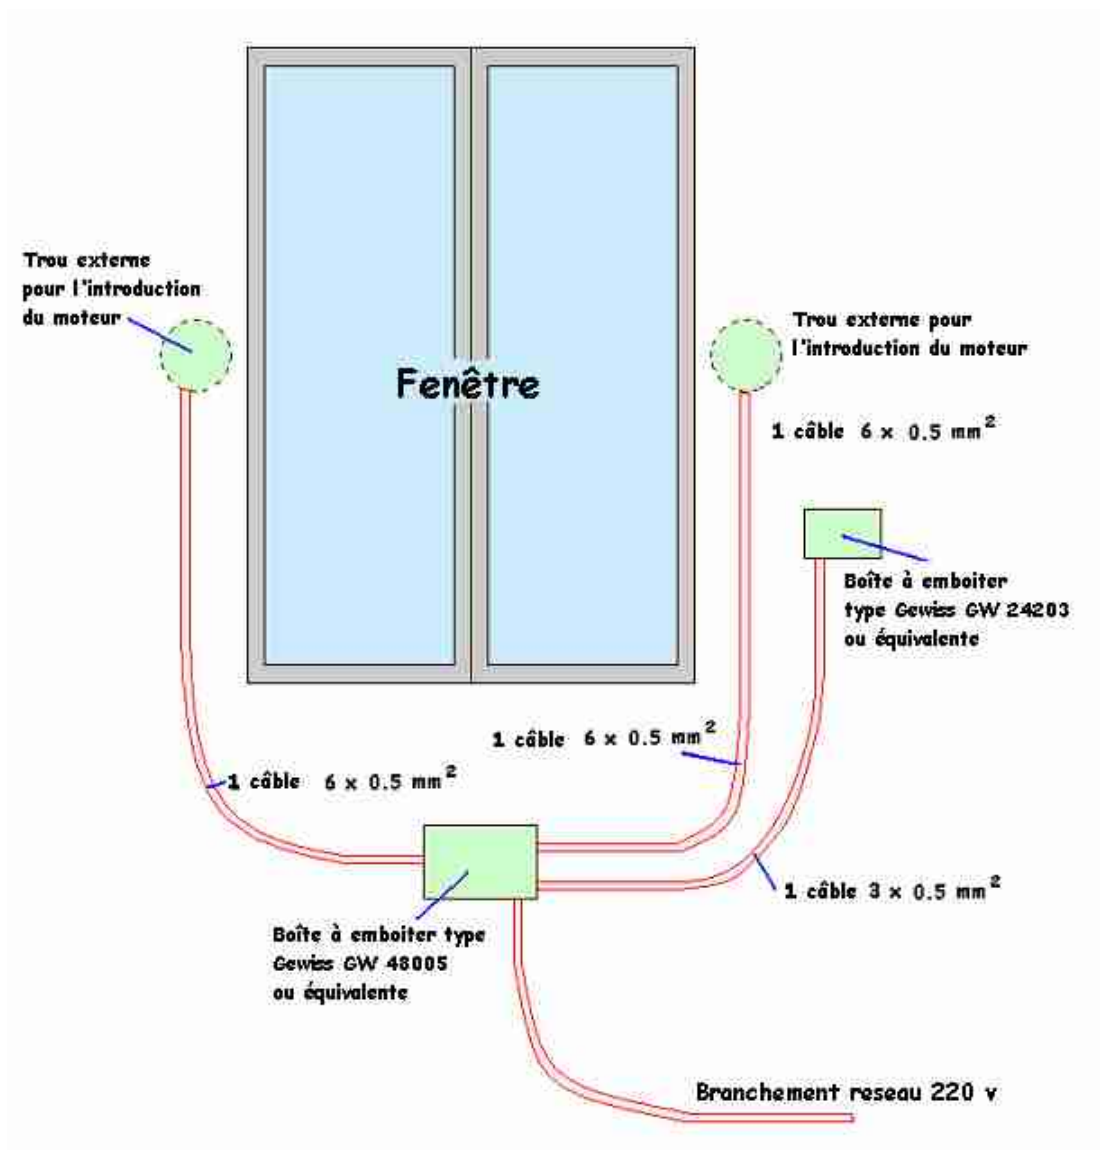 Trou externe
pour l'introduction
du moteur
Fenêtre
Trou externe pour
l'introduction du moteur
1 câble 6 x 0.5 mm²
Boîte à emboiter
type Gewiss GW 24203
ou équivalente
1 câble 6 x 0.5 mm²
1 câble 6 x 0.5 mm²
1 câble 3 x 0.5 mm²
Boîte à emboiter type
Gewiss GW 48005
ou équivalente
Branchement reseau 220 v